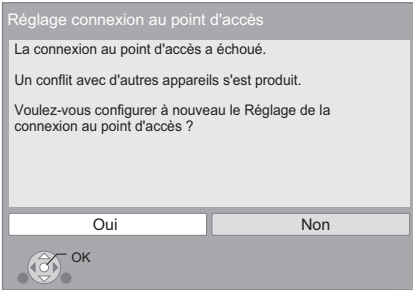 Réglage connexion au point d'accès
La connexion au point d'accès a échoué.
Un conflit avec d'autres appareils s'est produit.
Voulez-vous configurer à nouveau le Réglage de la
connexion au point d'accès ?
Oui
Non
OK